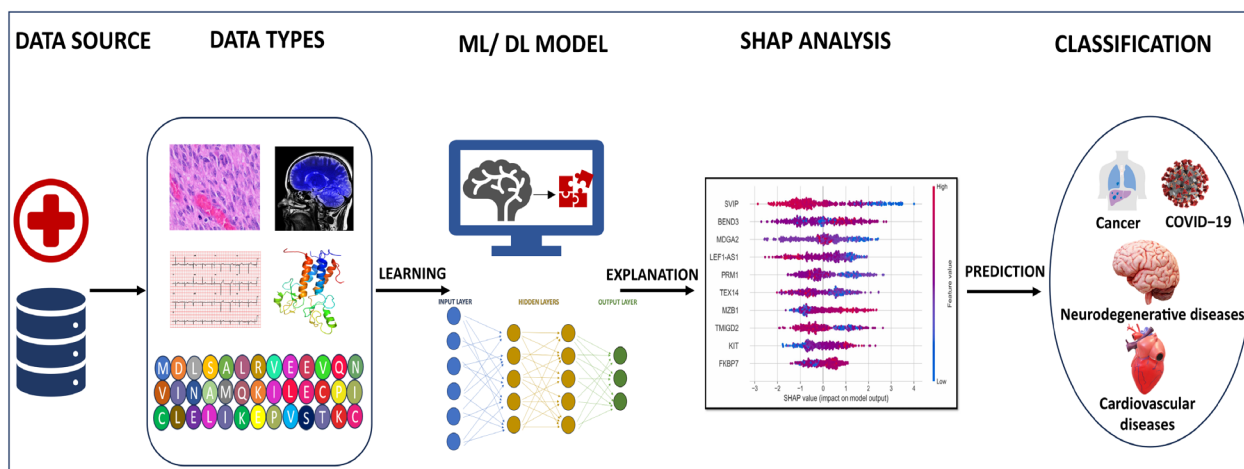 DATA SOURCE
DATA TYPES
ML/ DL MODEL
SHAP ANALYSIS
CLASSIFICATION
LEARNING
EXPLANATION
PREDICTION
M D L S A L R V E E V Q N
V I N A M Q K I L E C P I
C L E L I K E P V S T K C
INPUT LAYER
HIDDEN LAYERS
OUTPUT LAYER
High
SVIP
BEND3
MDGA2
LEF1-AS1
PRM1
TEX14
MZB1
TMIGD2
KIT
FKBP7
Feature value
Low
−3 −2 −1 0 1 2 3 4
SHAP value (impact on model output)
Cancer
COVID–19
Neurodegenerative diseases
Cardiovascular
diseases